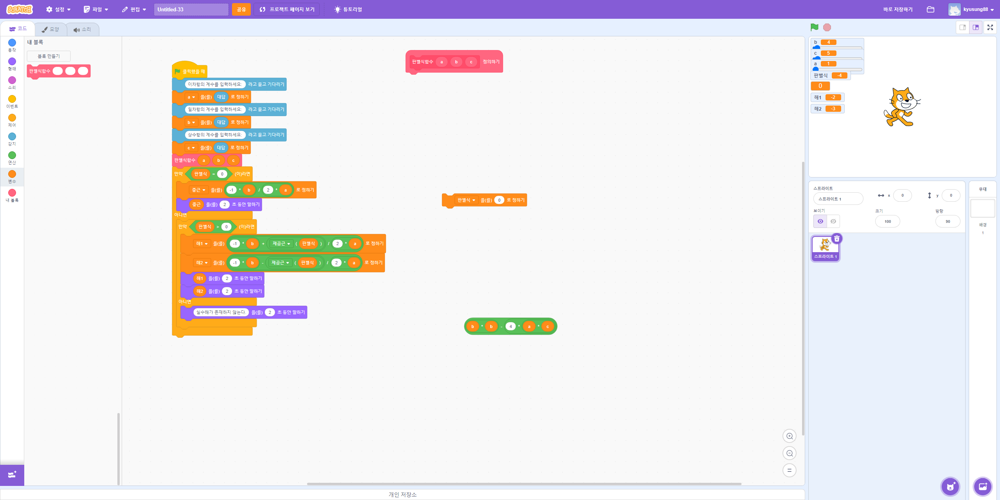 SCRATCH 설정 파일 편집 Untitled-33 공유 프로젝트 페이지 보기 튜토리얼 바로 저장하기 kyusung88
코드 모양 소리
동작
형태
소리
이벤트
제어
감지
연산
변수
내 블록
내 블록
블록 만들기
판별식함수
클릭했을 때
이차항의 계수를 입력하세요: 라고 묻고 기다리기
a 을(를) 대답 로 정하기
일차항의 계수를 입력하세요: 라고 묻고 기다리기
b 을(를) 대답 로 정하기
상수항의 계수를 입력하세요: 라고 묻고 기다리기
c 을(를) 대답 로 정하기
판별식함수 a b c
만약 판별식 = 0 (이)라면
중근 을(를) -1 * b / 2 * a 로 정하기
중근 을(를) 2 초 동안 말하기
아니면
만약 판별식 > 0 (이)라면
해1 을(를) -1 * b + 제곱근 ( 판별식 ) / 2 * a 로 정하기
해2 을(를) -1 * b - 제곱근 ( 판별식 ) / 2 * a 로 정하기
해1 을(를) 2 초 동안 말하기
해2 을(를) 2 초 동안 말하기
아니면
실수해가 존재하지 않는다. 을(를) 2 초 동안 말하기
판별식함수 a b c 정의하기
판별식 을(를) 0 로 정하기
b * b - 4 * a * c
b 4
c 5
a 1
판별식 -4
0
해1 -2
해2 -3
스프라이트
스프라이트 1
x 0 y 0
보이기 크기 방향
100 90
스프라이트 1
무대
배경
1
개인 저장소